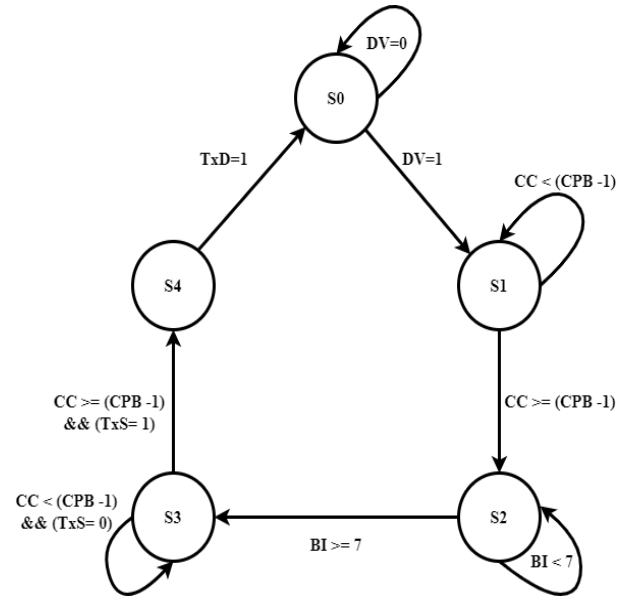 DV=0
S0
TxD=1
DV=1
CC < (CPB -1)
S4
S1
CC >= (CPB -1)
&& (TxS= 1)
CC >= (CPB -1)
CC < (CPB -1)
&& (TxS= 0)
S3
S2
BI >= 7
BI < 7